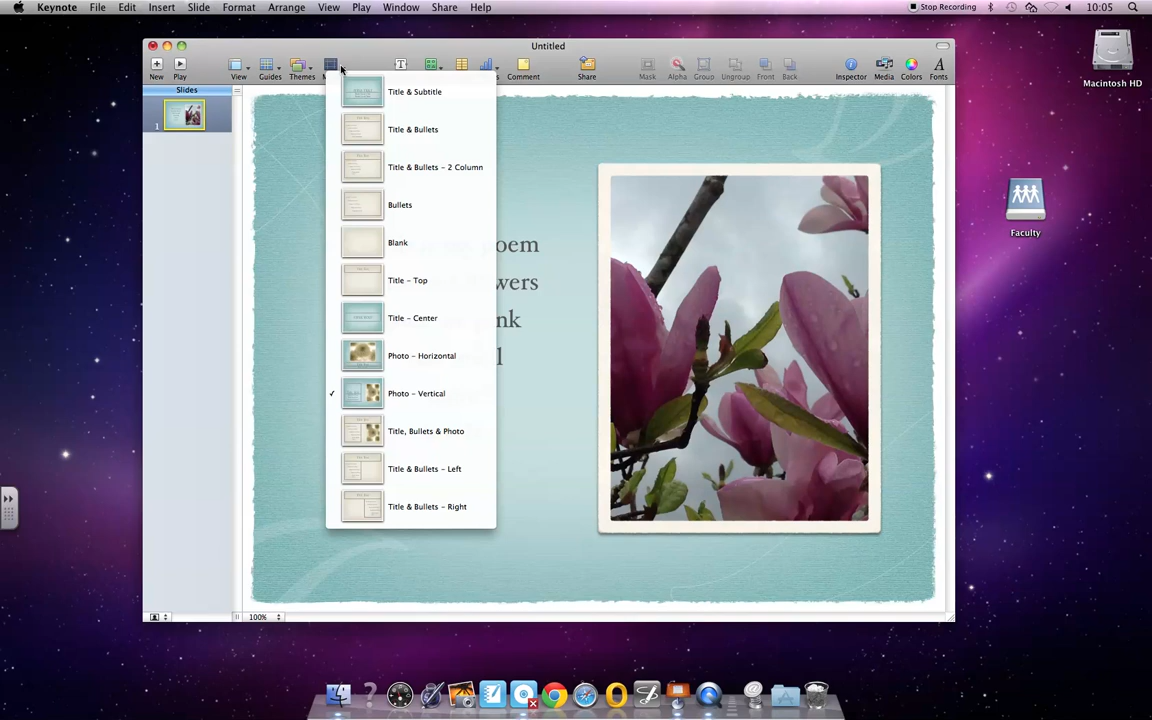 Keynote File Edit Insert Slide Format Arrange View Play Window Share Help Stop Recording 10:05
Untitled
New Play View Guides Themes Comment Share Mask Alpha Group Ungroup Front Back Inspector Media Colors Fonts
Macintosh HD
Slides
1
Title & Subtitle
Title & Bullets
Title & Bullets - 2 Column
Bullets
Blank
Title - Top
Title - Center
Photo - Horizontal
Photo - Vertical
Title, Bullets & Photo
Title & Bullets - Left
Title & Bullets - Right
poem
Faculty
100%